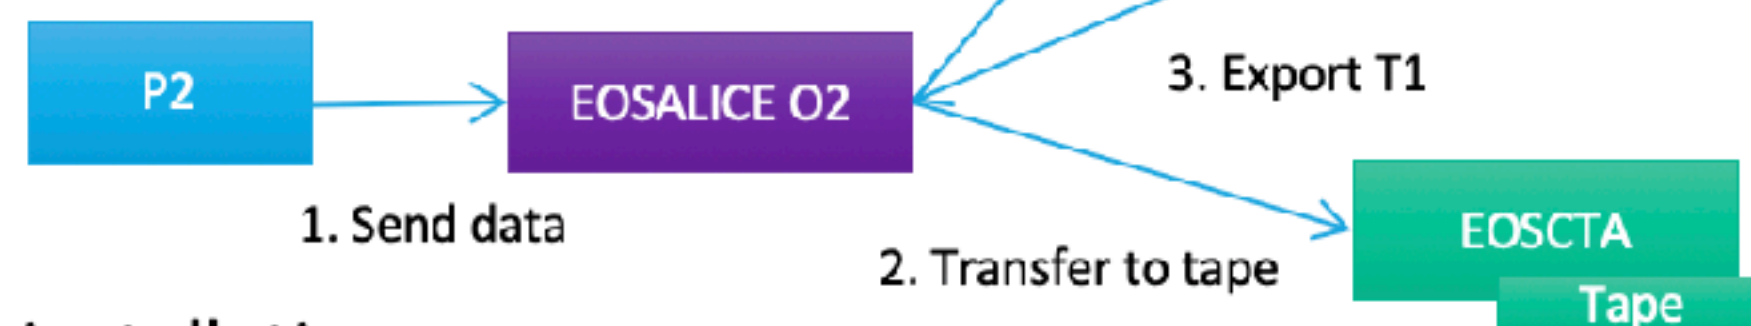 P2
EOSALICE O2
3. Export T1
1. Send data
EOSCTA
2. Transfer to tape
Tape